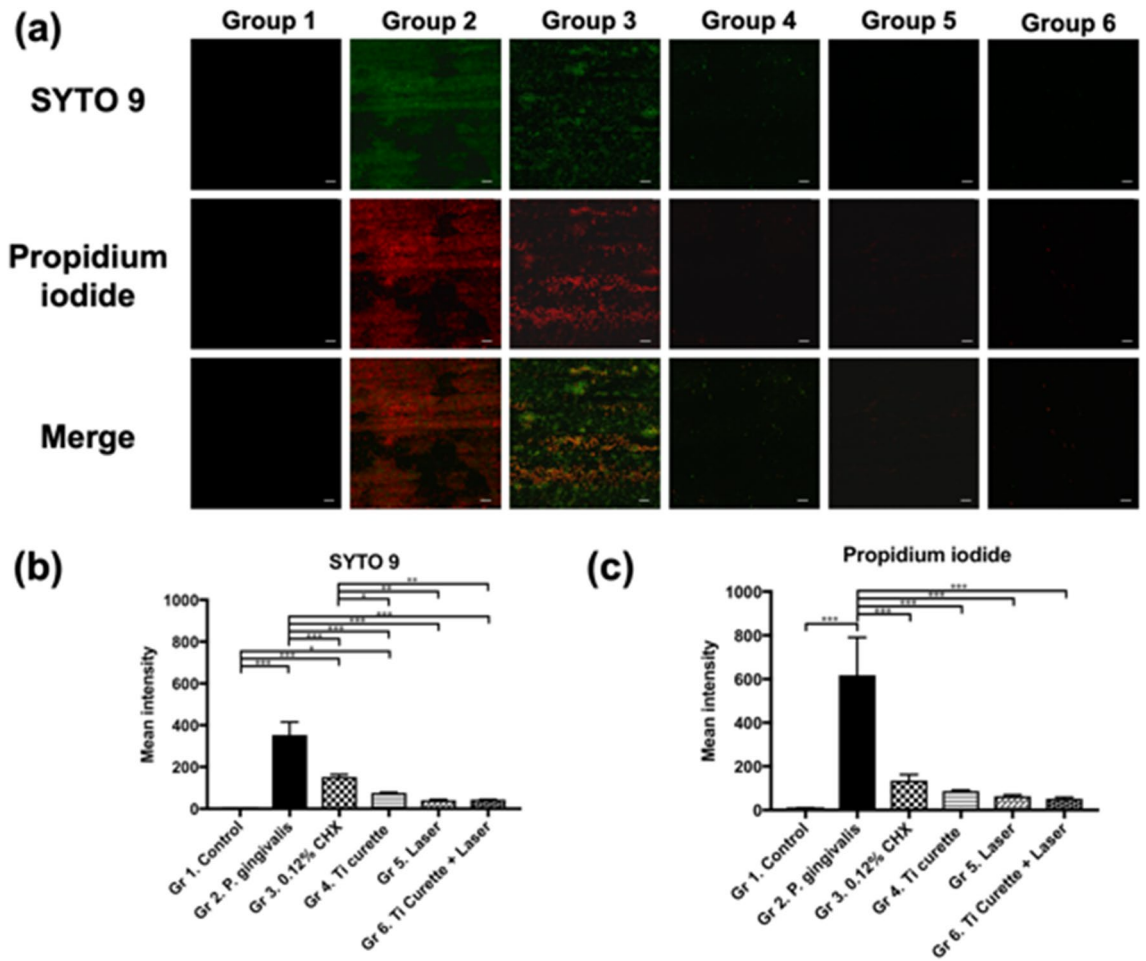 (a)
Group 1 Group 2 Group 3 Group 4 Group 5 Group 6
SYTO 9
Propidium
iodide
Merge
(b)
SYTO 9
Mean intensity
1000
800
600
400
200
0
**
**
*
***
***
***
***
*
***
***
Gr 1. Control
Gr 2. P. gingivalis
Gr 3. 0.12% CHX
Gr 4. Ti curette
Gr 5. Laser
Gr 6. Ti Curette + Laser
(c)
Propidium iodide
Mean intensity
1000
800
600
400
200
0
***
***
***
***
***
Gr 1. Control
Gr 2. P. gingivalis
Gr 3. 0.12% CHX
Gr 4. Ti curette
Gr 5. Laser
Gr 6. Ti Curette + Laser